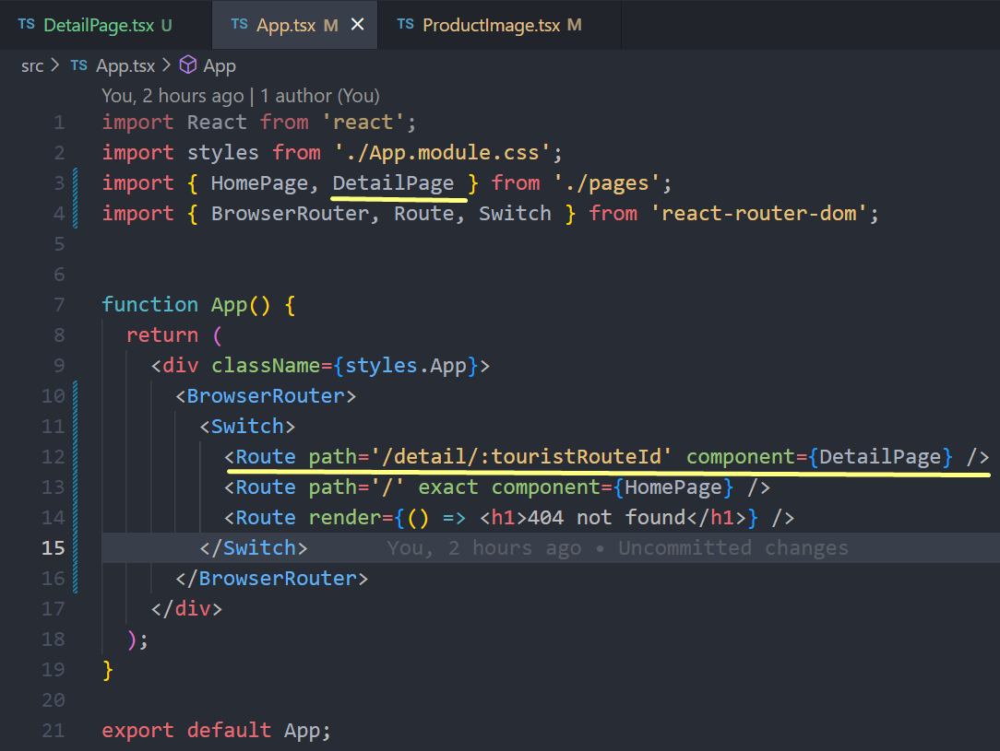 TS DetailPage.tsx U TS App.tsx M × TS ProductImage.tsx M
src > TS App.tsx > App
You, 2 hours ago | 1 author (You)
1 import React from 'react';
2 import styles from './App.module.css';
3 import { HomePage, DetailPage } from './pages';
4 import { BrowserRouter, Route, Switch } from 'react-router-dom';
5
6
7 function App() {
8 return (
9 <div className={styles.App}>
10 <BrowserRouter>
11 <Switch>
12 <Route path='/detail/:touristRouteId' component={DetailPage} />
13 <Route path='/' exact component={HomePage} />
14 <Route render={() => <h1>404 not found</h1>} />
15 </Switch> You, 2 hours ago • Uncommitted changes
16 </BrowserRouter>
17 </div>
18 );
19 }
20
21 export default App;